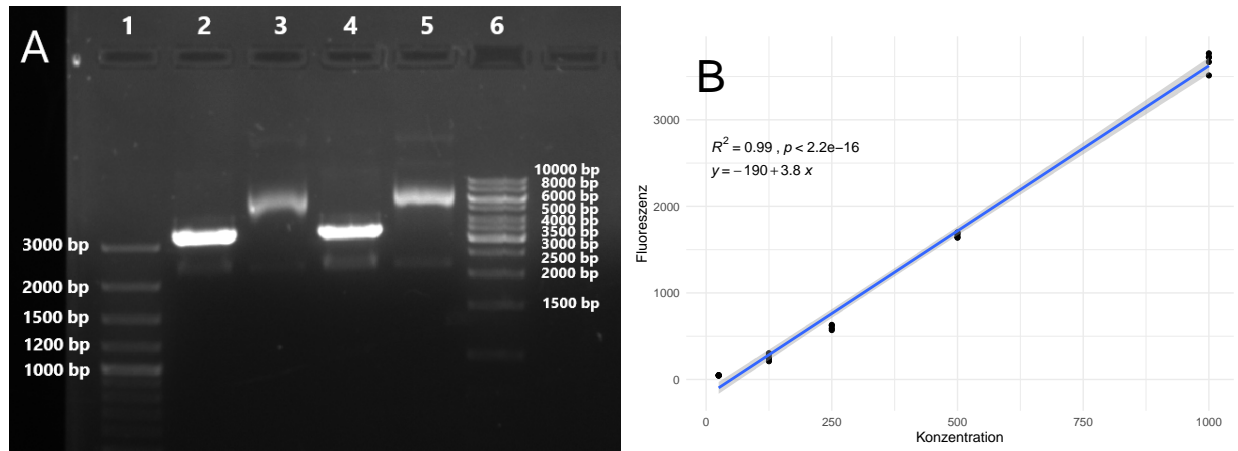 A
1 2 3 4 5 6
10000 bp
8000 bp
6000 bp
5000 bp
4000 bp
3500 bp
3000 bp
2500 bp
2000 bp
1500 bp
3000 bp
2000 bp
1500 bp
1200 bp
1000 bp
B
R² = 0.99 , p < 2.2e−16
y = − 190 + 3.8 x
Fluoreszenz
3000
2000
1000
0
0 250 500 750 1000
Konzentration